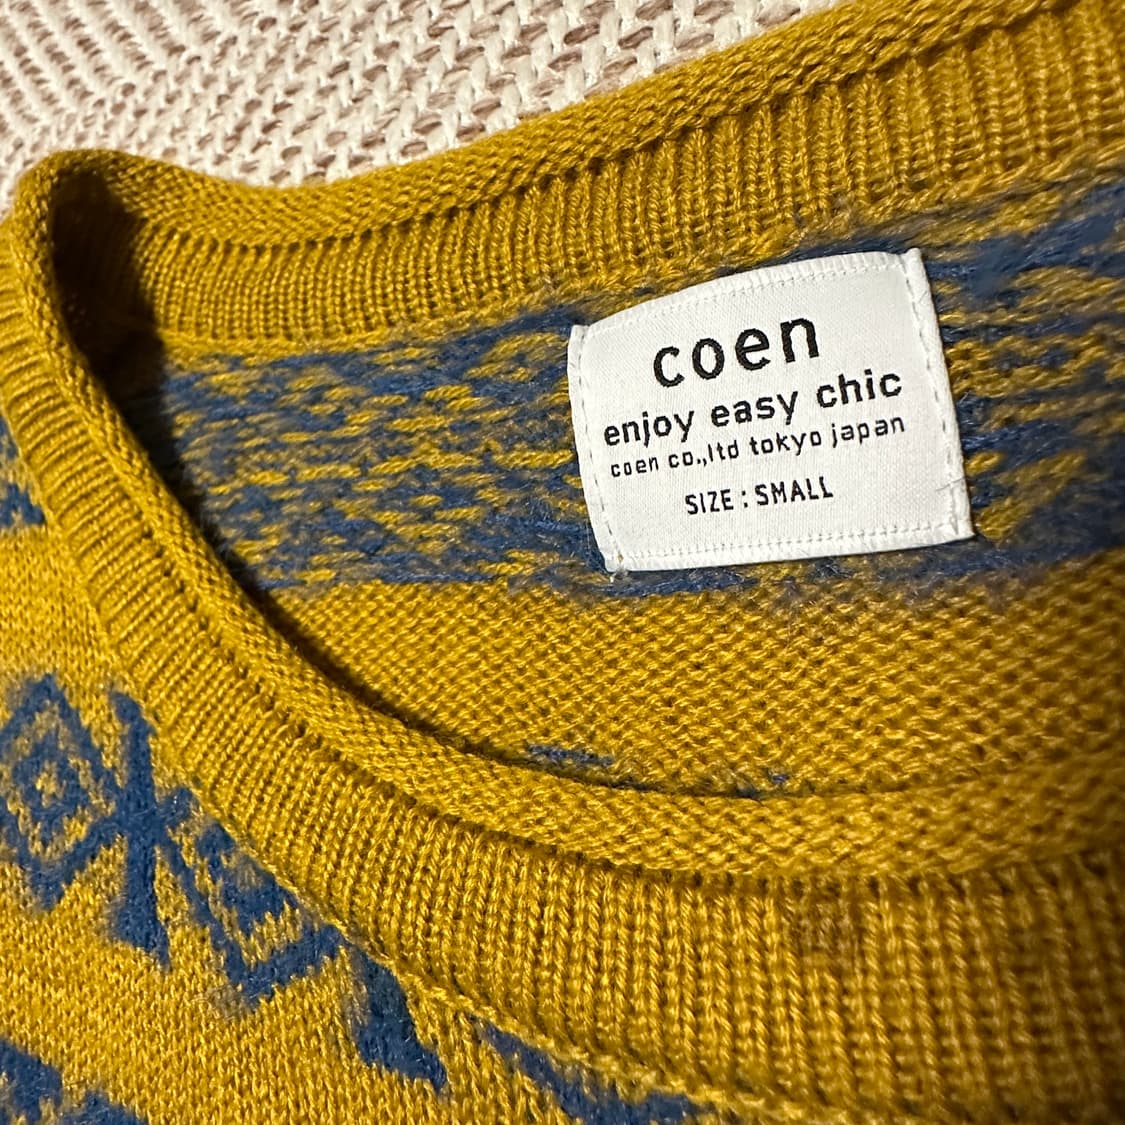 coen
enjoy easy chic
coen co.,ltd tokyo japan
SIZE : SMALL